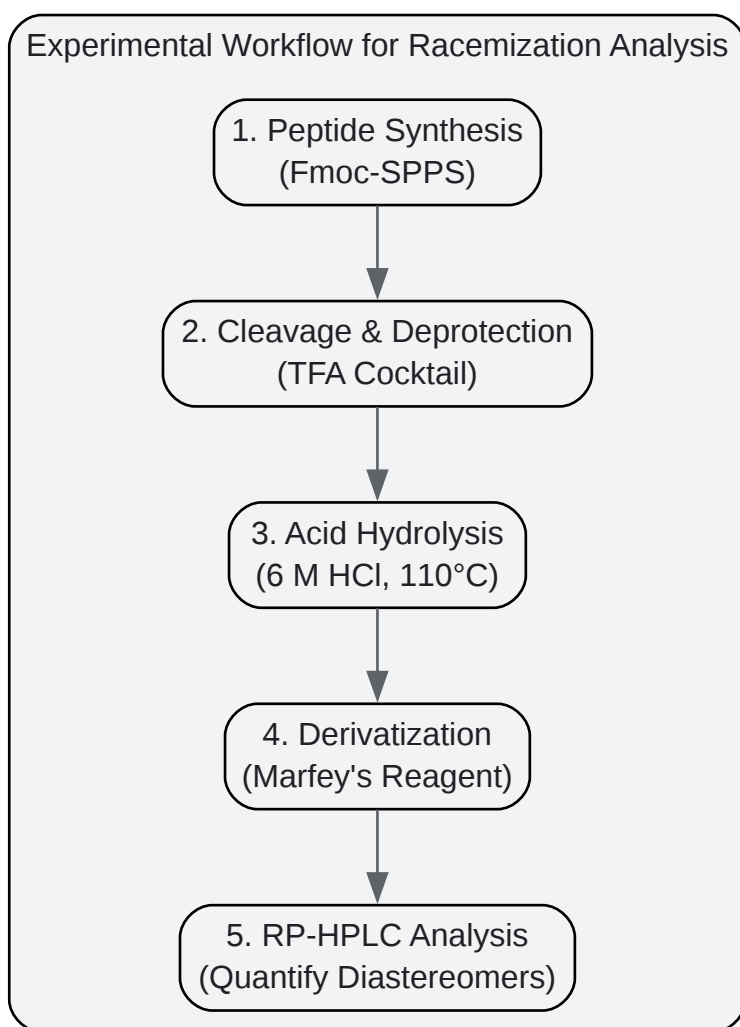 Experimental Workflow for Racemization Analysis
1. Peptide Synthesis
(Fmoc-SPPS)
2. Cleavage & Deprotection
(TFA Cocktail)
3. Acid Hydrolysis
(6 M HCl, 110°C)
4. Derivatization
(Marfey's Reagent)
5. RP-HPLC Analysis
(Quantify Diastereomers)